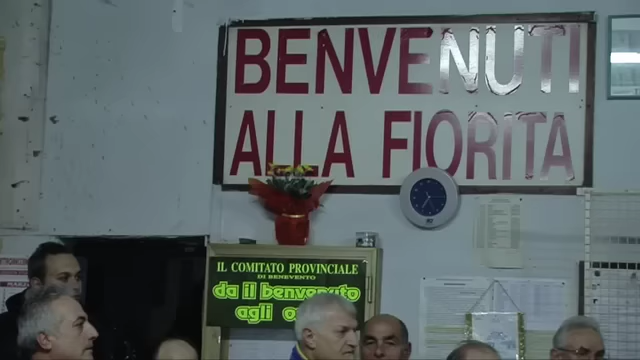 BENVENUTI
ALLA FIORITA
IL COMITATO PROVINCIALE
DI BENEVENTO
da il benvenuto
agli